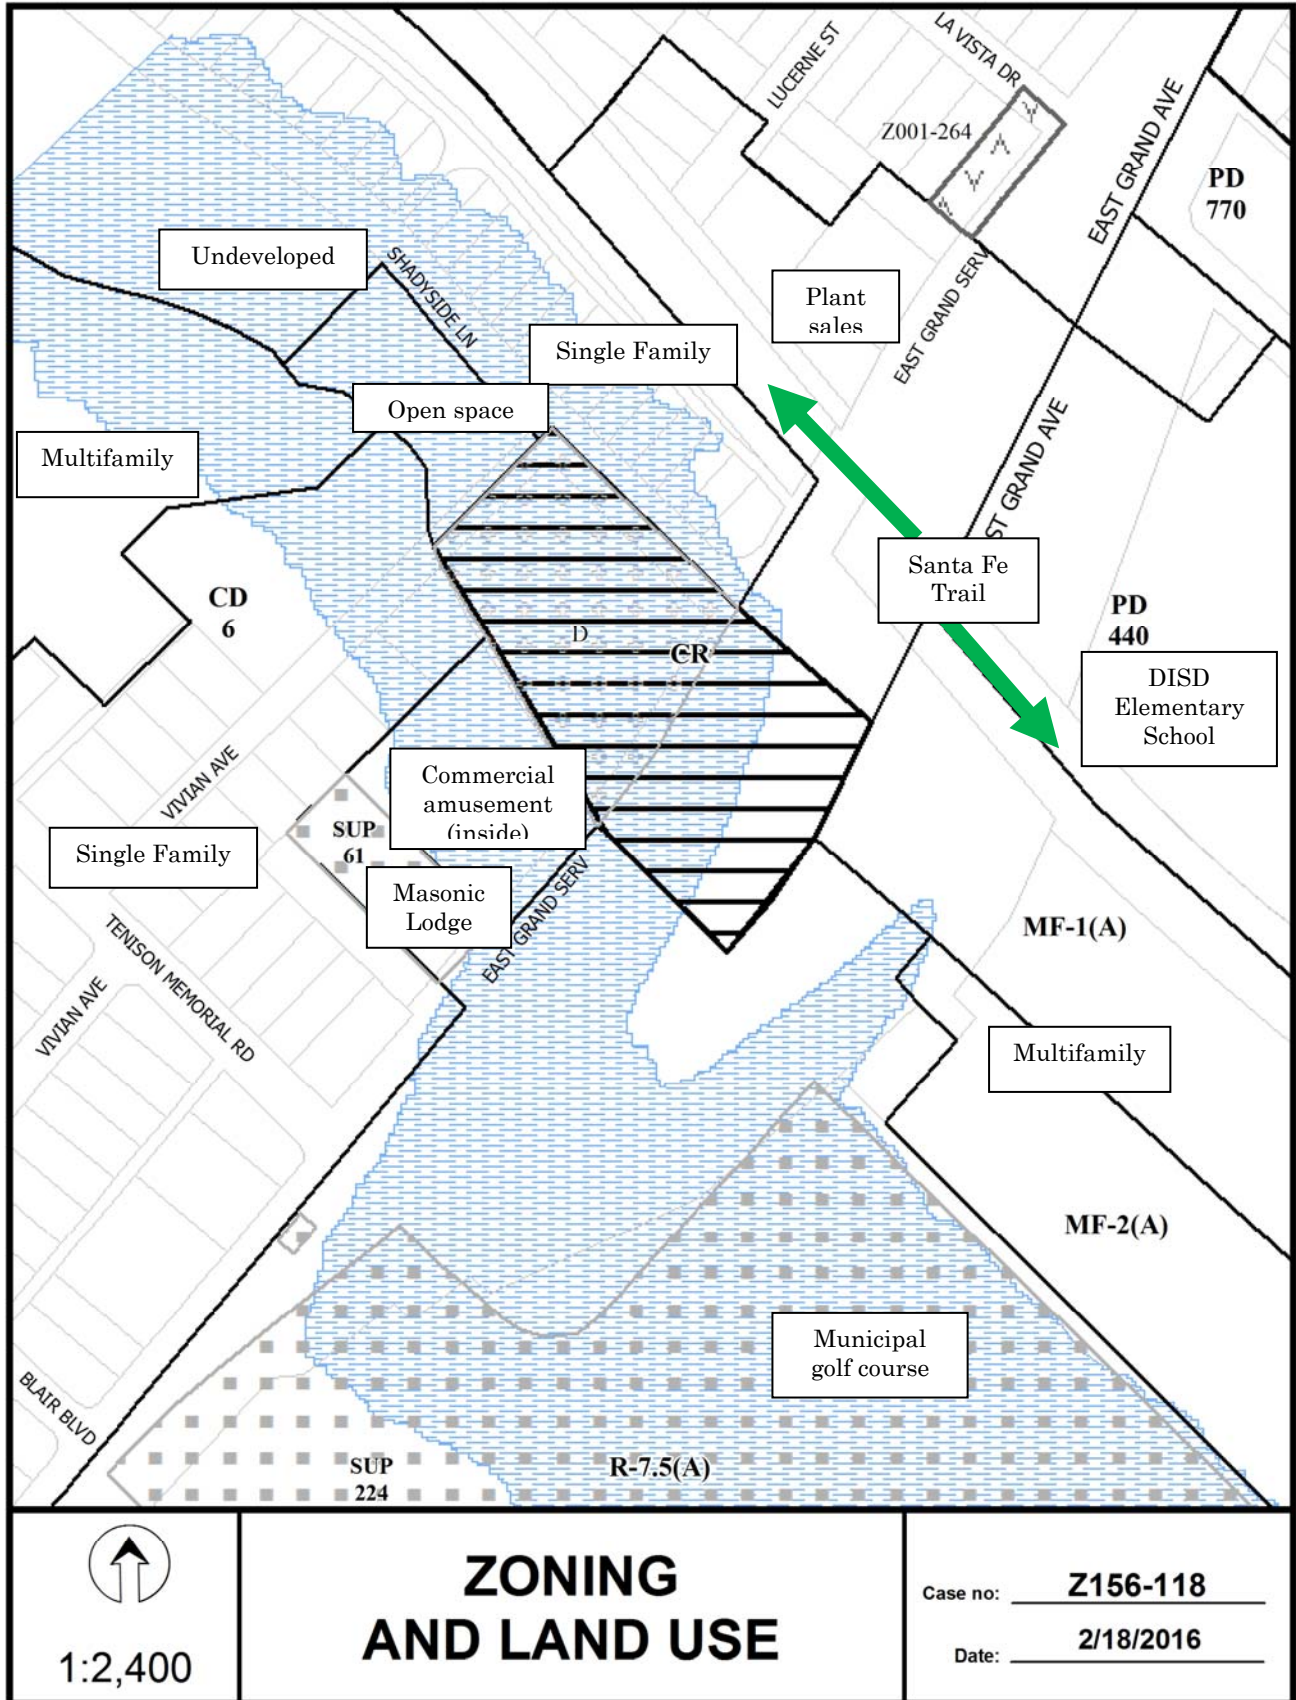 LUCERNE ST
LA VISTA DR
Z001-264
EAST GRAND AVE
PD
770
Undeveloped
SHADYSIDE LN
Plant
sales
EAST GRAND SERV
Single Family
Open space
Multifamily
ST GRAND AVE
Santa Fe
Trail
CD
6
PD
440
D
CR
DISD
Elementary
School
VIVIAN AVE
Commercial
amusement
(inside)
SUP
61
Single Family
Masonic
Lodge
EAST GRAND SERV
TENISON MEMORIAL RD
MF-1(A)
VIVIAN AVE
Multifamily
MF-2(A)
Municipal
golf course
BLAIR BLVD
SUP
224
R-7.5(A)
1:2,400
ZONING
AND LAND USE
Case no: Z156-118
Date: 2/18/2016